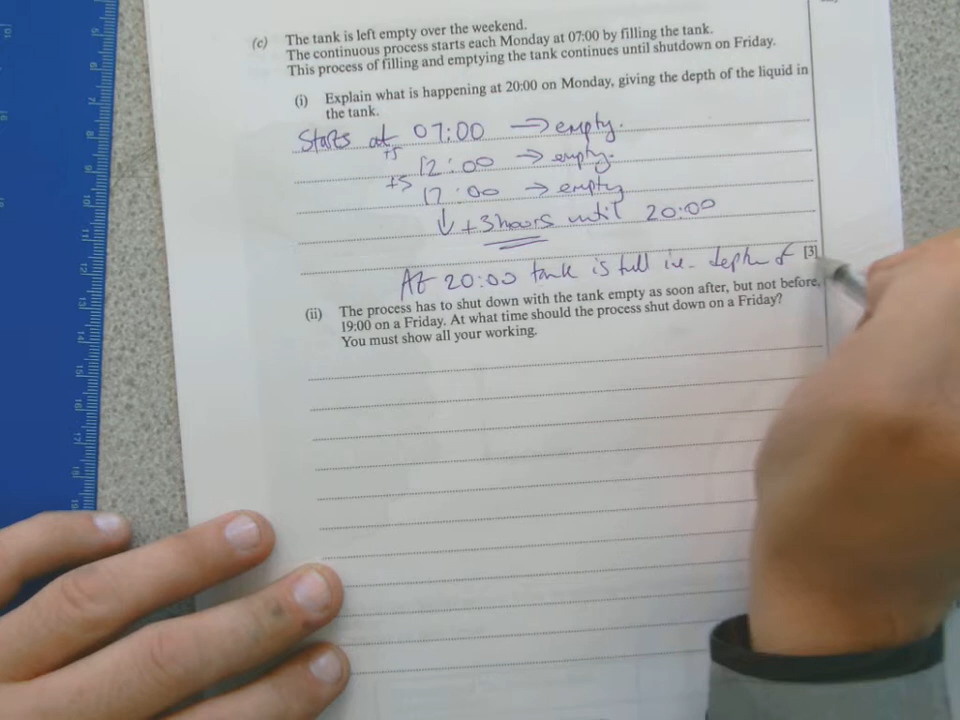 (c) The tank is left empty over the weekend.
The continuous process starts each Monday at 07:00 by filling the tank.
This process of filling and emptying the tank continues until shutdown on Friday.
(i) Explain what is happening at 20:00 on Monday, giving the depth of the liquid in
the tank.
Starts at 07:00 → empty.
+5
12:00 → empty.
+5
17:00 → empty
↓ + 3 hours until 20:00
[3]
At 20:00 tank is full i.e. depth of
(ii) The process has to shut down with the tank empty as soon after, but not before,
19:00 on a Friday. At what time should the process shut down on a Friday?
You must show all your working.